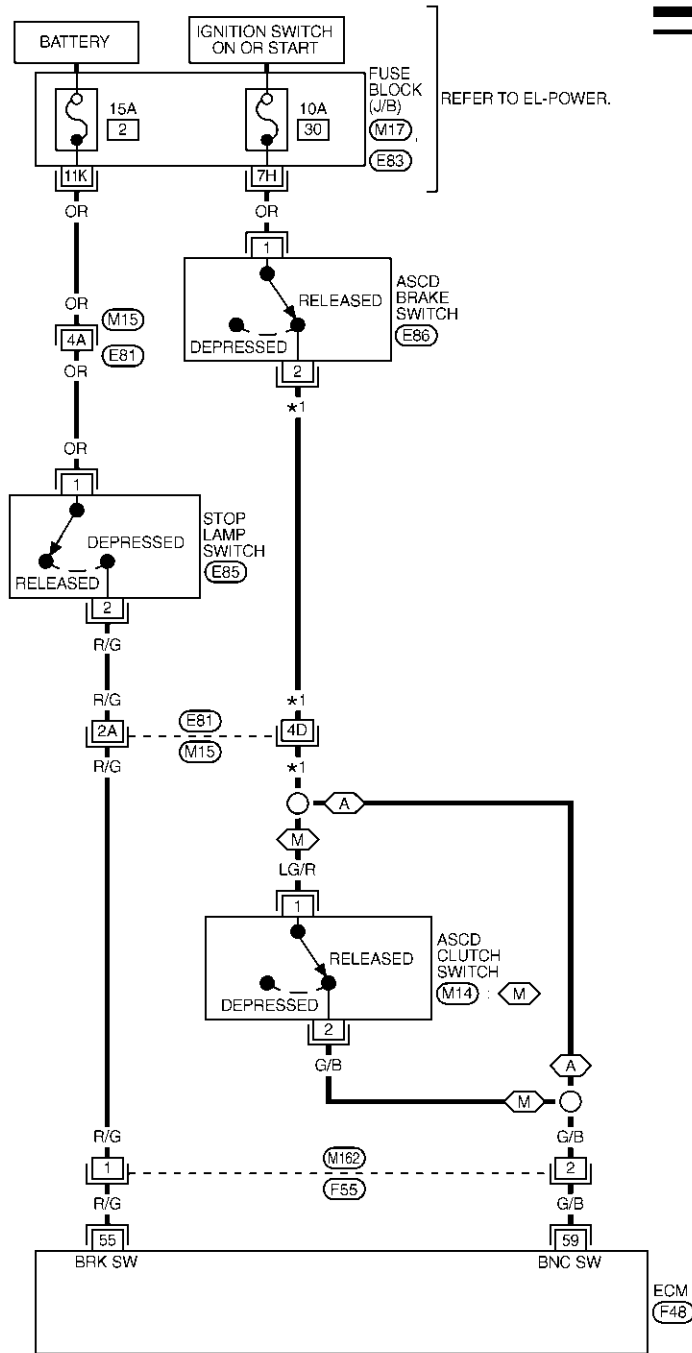 BATTERY
IGNITION SWITCH
ON OR START
FUSE
BLOCK
(J/B)
M17 ,
E83
REFER TO EL-POWER.
15A
2
10A
30
11K
7H
OR
OR
1
ASCD
BRAKE
SWITCH
E86
RELEASED
DEPRESSED
2
*1
OR
4A
M15
E81
OR
OR
1
STOP
LAMP
SWITCH
E85
DEPRESSED
RELEASED
2
R/G
R/G
*1
2A
E81
M15
4D
R/G
*1
A
M
LG/R
1
ASCD
CLUTCH
SWITCH
M14 : M
RELEASED
DEPRESSED
2
G/B
A
M
R/G
G/B
1
M162
F55
2
R/G
G/B
55
59
BRK SW
BNC SW
ECM
F48